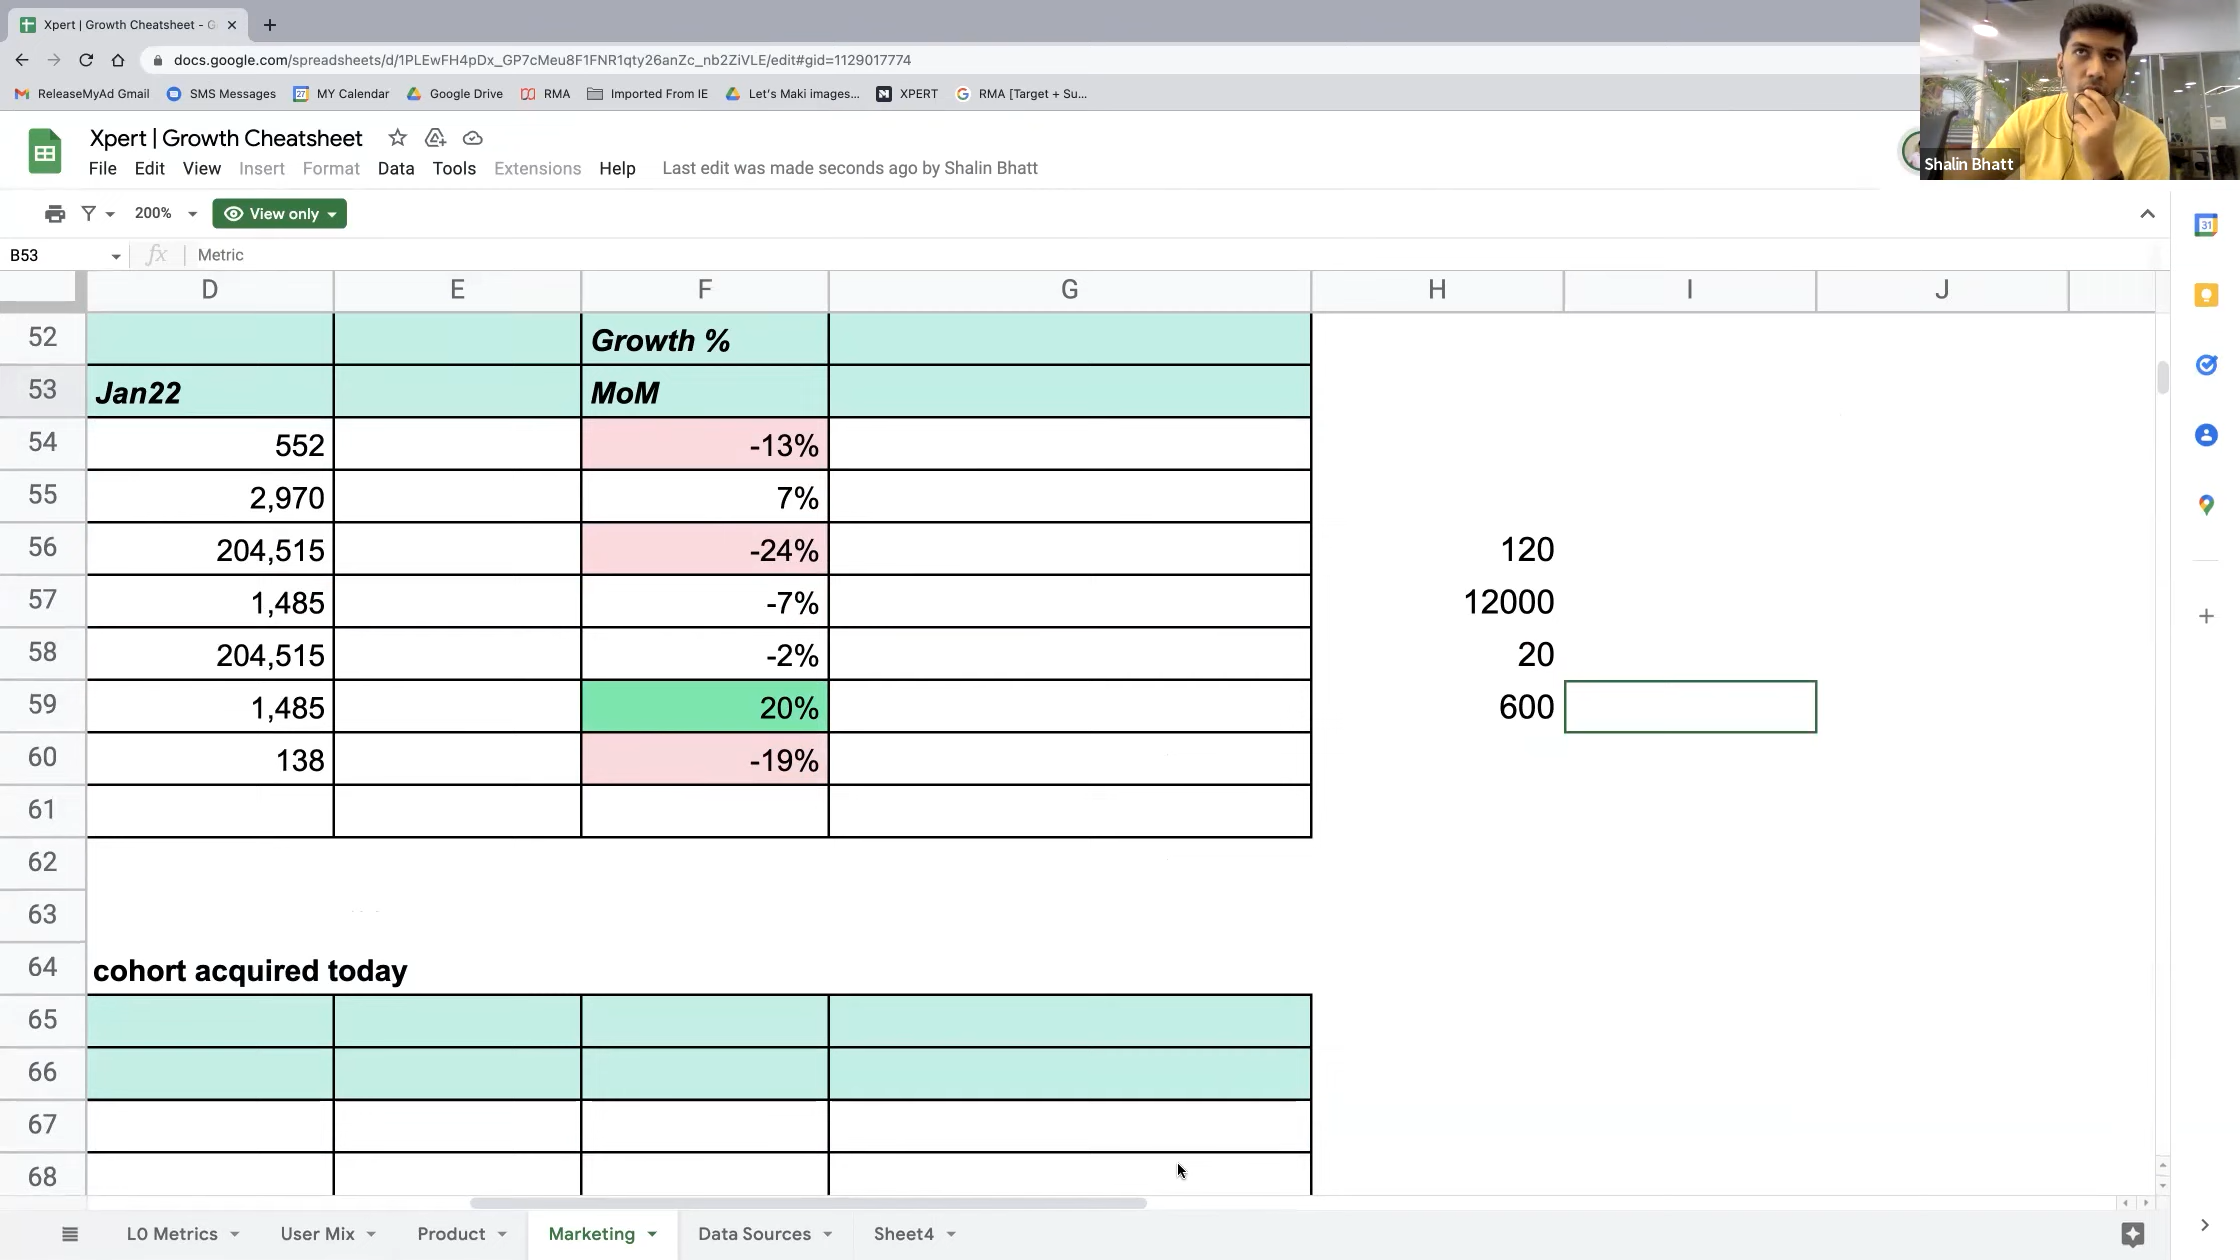 Xpert | Growth Cheatsheet - G
docs.google.com/spreadsheets/d/1PLEwFH4pDx_GP7cMeu8F1FNR1qty26anZc_nb2ZiVLE/edit#gid=1129017774
ReleaseMyAd Gmail SMS Messages MY Calendar Google Drive RMA Imported From IE Let's Maki images... XPERT RMA [Target + Su...
Xpert | Growth Cheatsheet
File Edit View Insert Format Data Tools Extensions Help Last edit was made seconds ago by Shalin Bhatt
Shalin Bhatt
200% View only
31
B53 fx Metric
D E F G H I J
52 Growth %
53 Jan22 MoM
54 552 -13%
55 2,970 7%
56 204,515 -24% 120
57 1,485 -7% 12000
58 204,515 -2% 20
59 1,485 20% 600
60 138 -19%
61
62
63
64 cohort acquired today
65
66
67
68
L0 Metrics User Mix Product Marketing Data Sources Sheet4